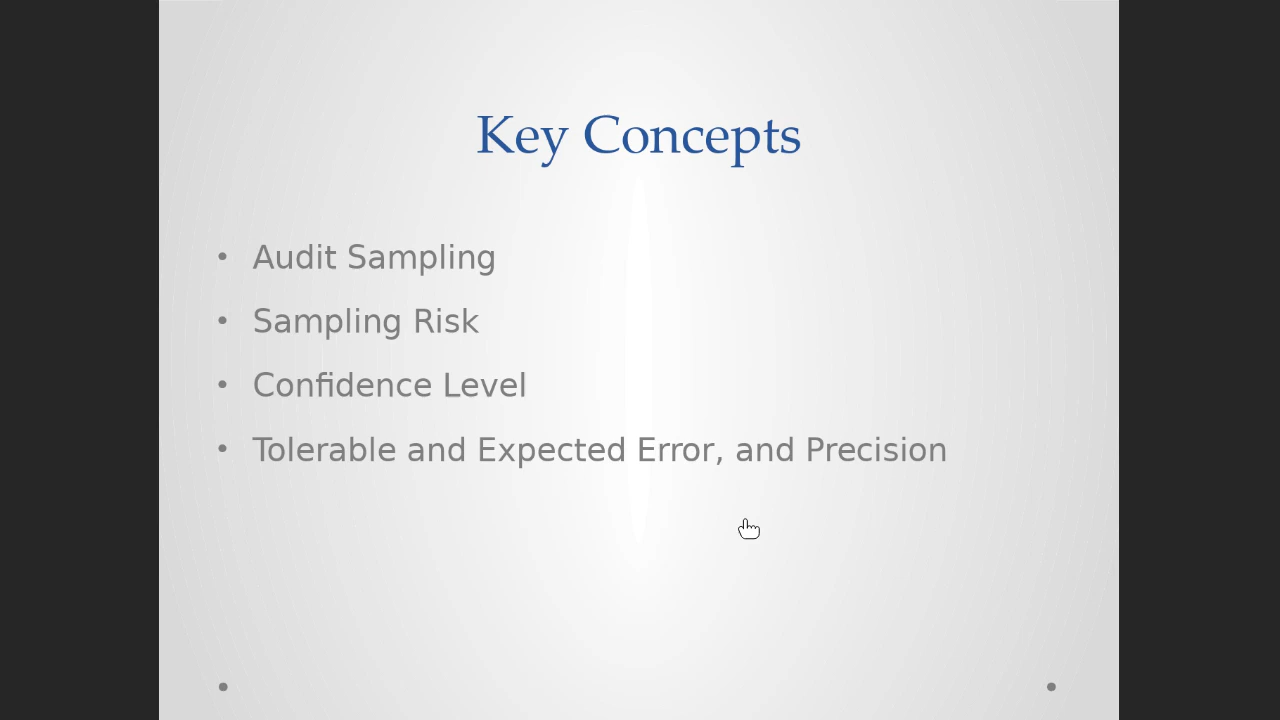 Key Concepts
• Audit Sampling
• Sampling Risk
• Confidence Level
• Tolerable and Expected Error, and Precision